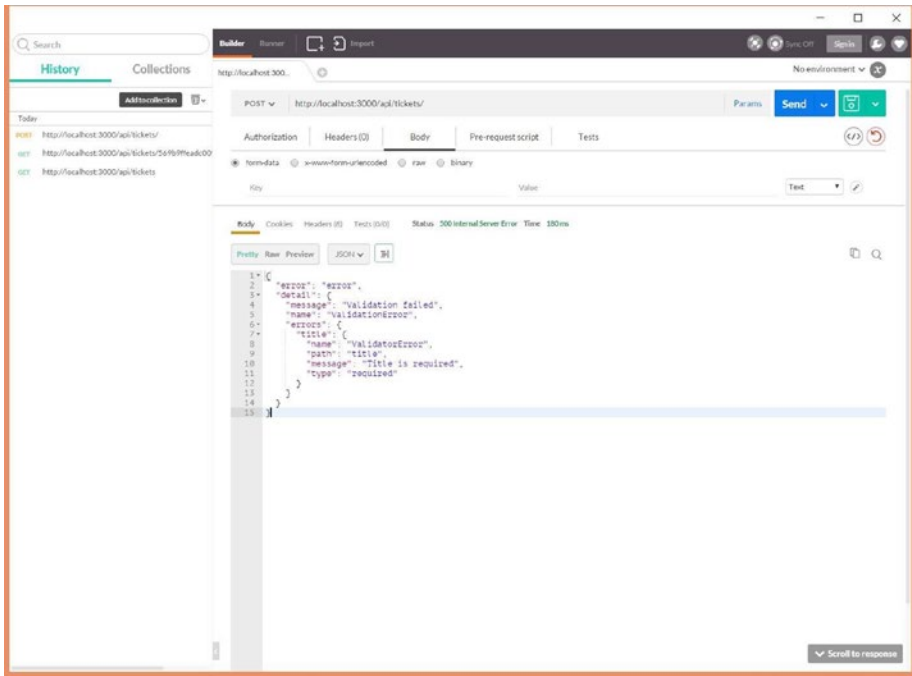 Search
History Collections
Add to collection
Today
POST http://localhost:3000/api/tickets/
GET http://localhost:3000/api/tickets/
GET http://localhost:3000/api/tickets
Builder Runner Import
Sync Off Sign in
http://localhost:300...
No environment
POST http://localhost:3000/api/tickets/ Params Send
Authorization Headers (0) Body Pre-request script Tests
form-data x-www-form-urlencoded raw binary
Key Value Text
Body Cookies Headers (6) Tests (0/0) Status 500 Internal Server Error Time 180 ms
Pretty Raw Preview JSON
1 {
2 "error": "error",
3 "detail": {
4 "message": "Validation failed",
5 "name": "ValidationError",
6 "errors": {
7 "title": {
8 "name": "ValidatorError",
9 "path": "title",
10 "message": "Title is required",
11 "type": "required"
12 }
13 }
14 }
15 }
Scroll to response